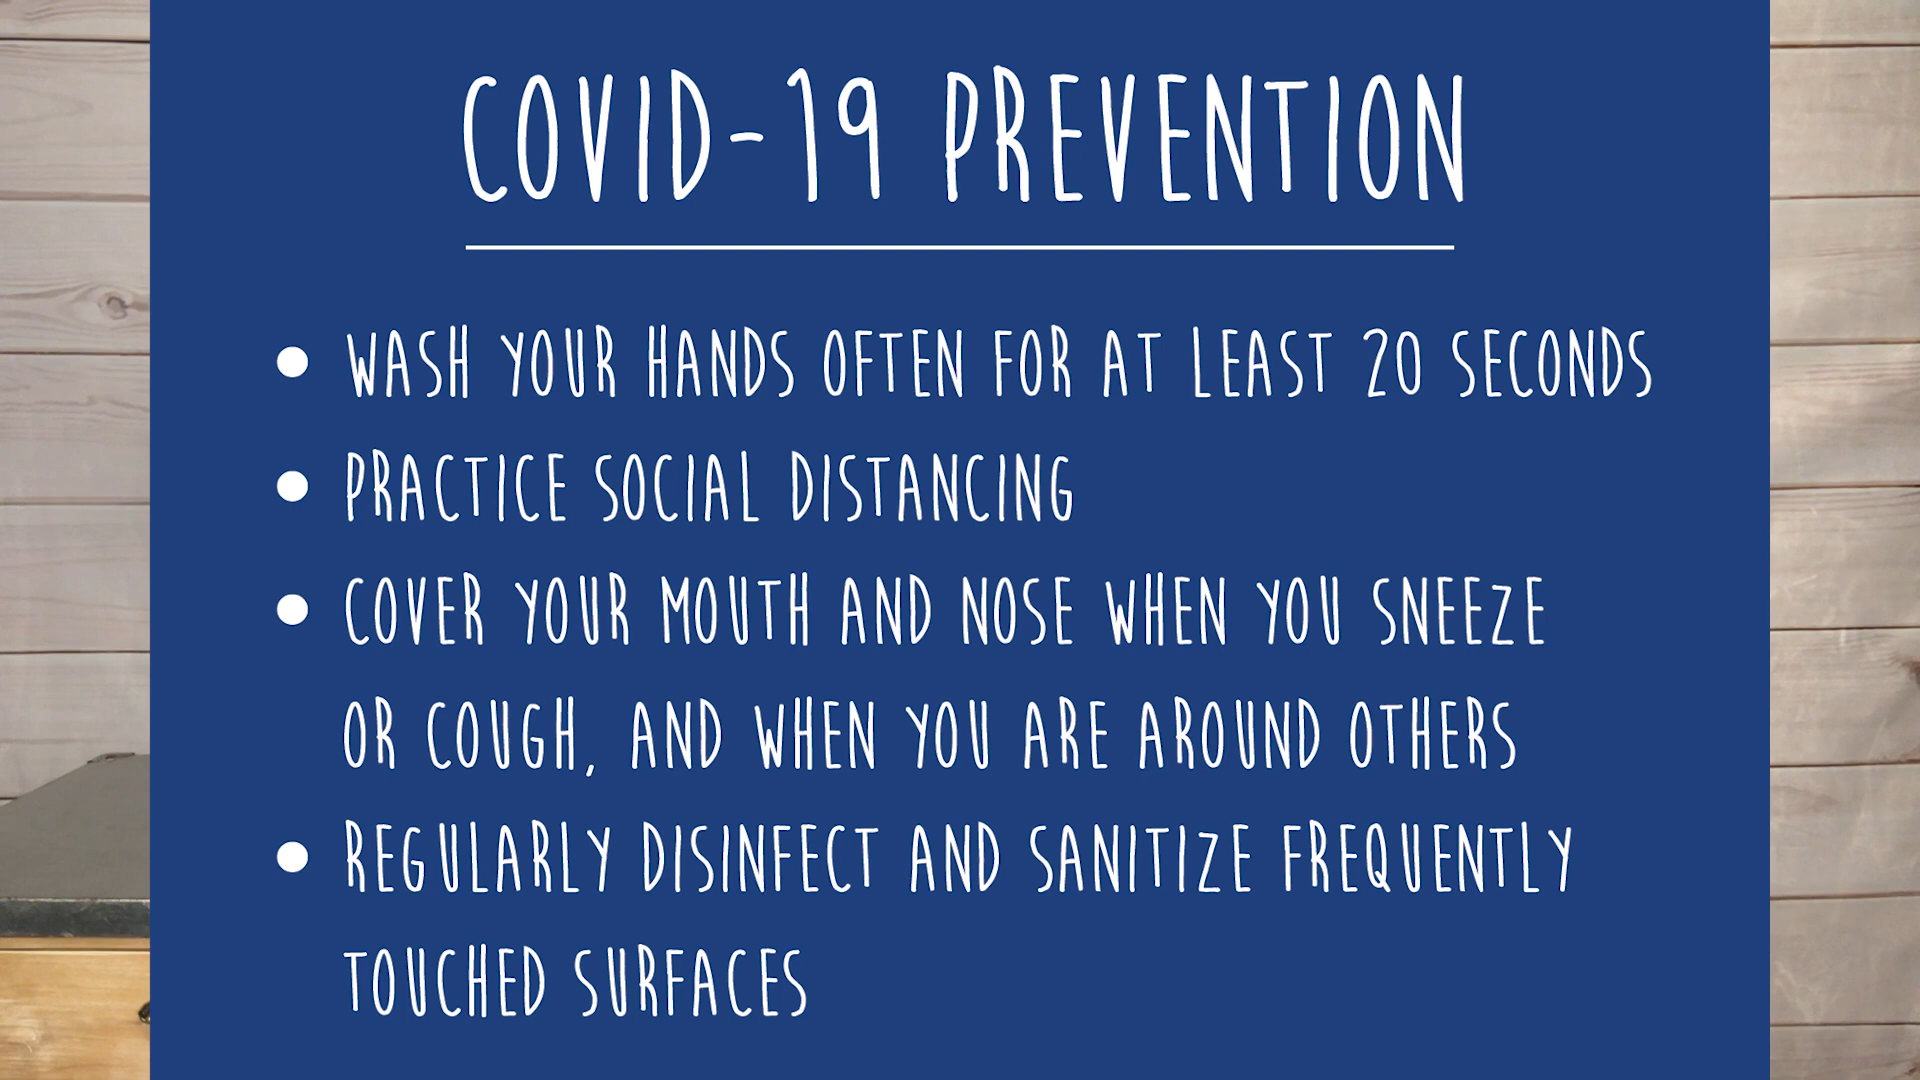 COVID-19 PREVENTION
• WASH YOUR HANDS OFTEN FOR AT LEAST 20 SECONDS
• PRACTICE SOCIAL DISTANCING
• COVER YOUR MOUTH AND NOSE WHEN YOU SNEEZE
OR COUGH, AND WHEN YOU ARE AROUND OTHERS
• REGULARLY DISINFECT AND SANITIZE FREQUENTLY
TOUCHED SURFACES